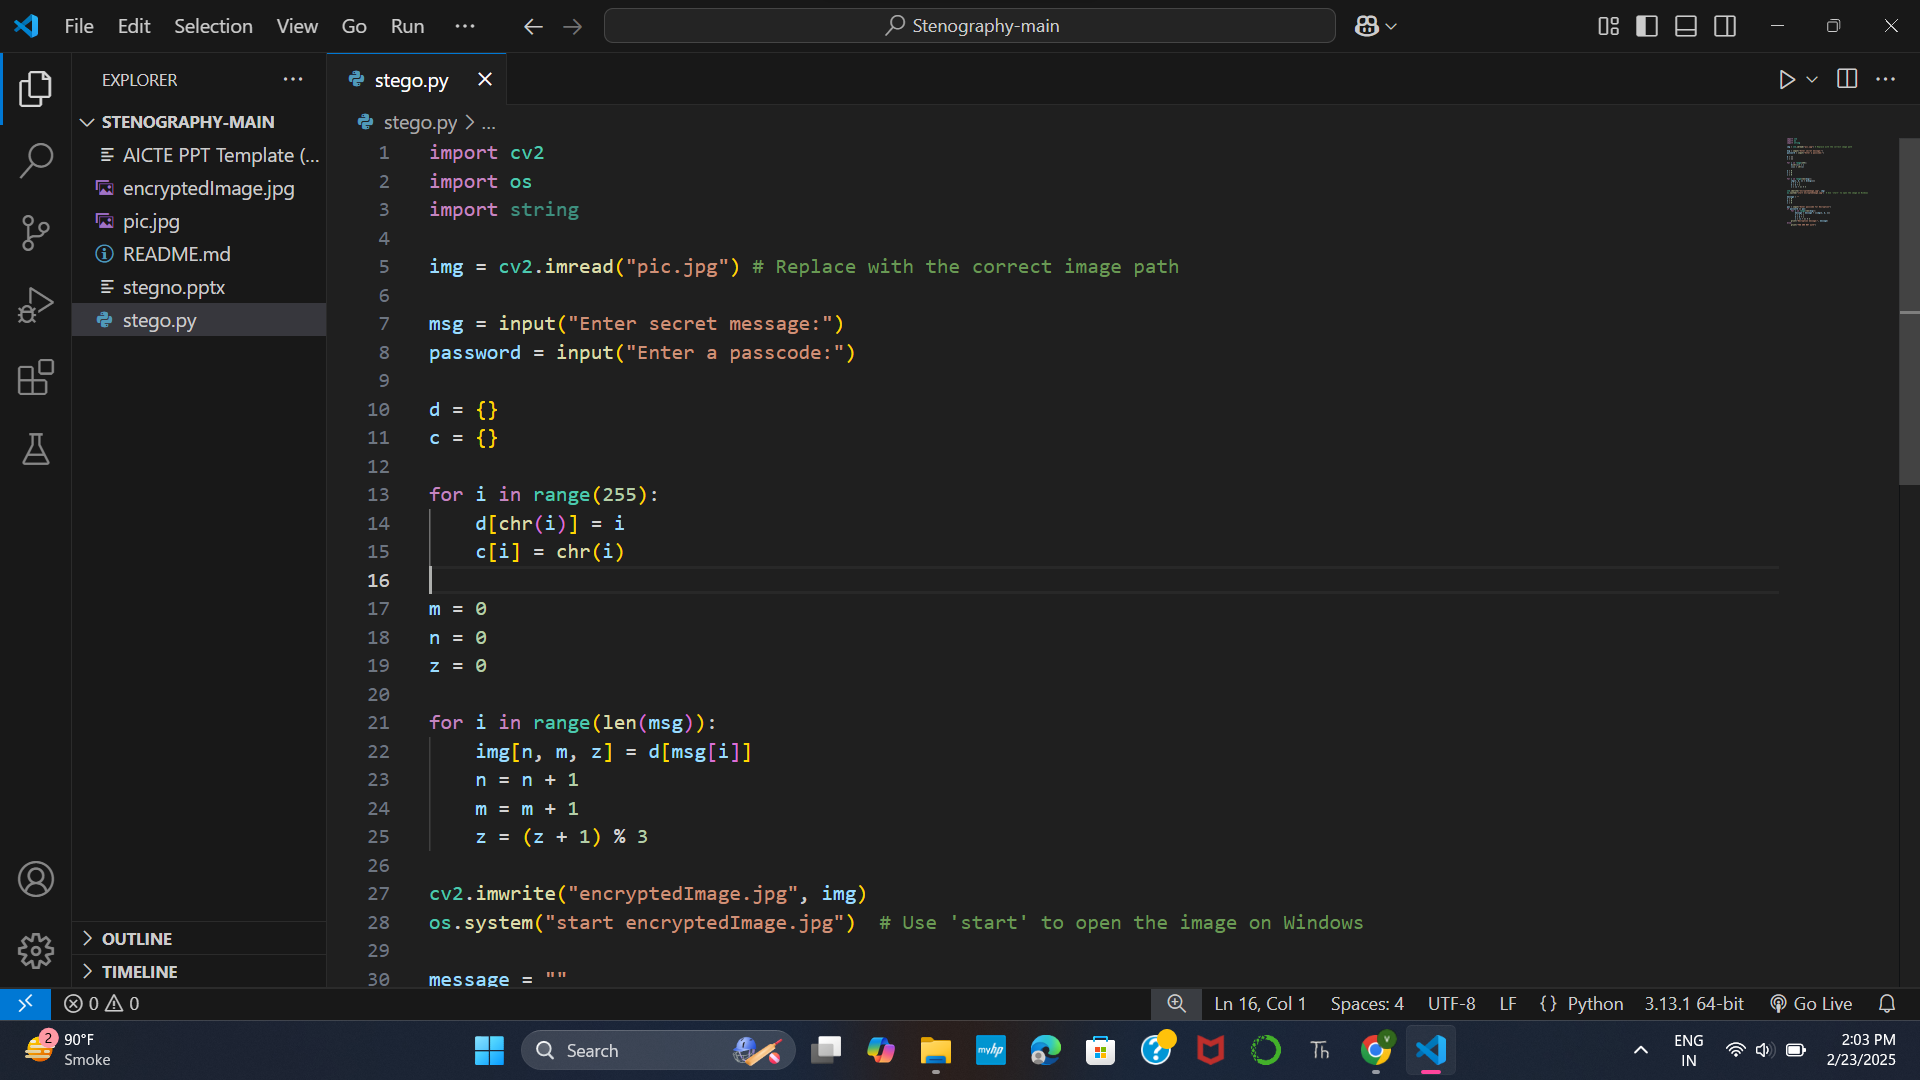 File Edit Selection View Go Run ... Stenography-main
EXPLORER ...
STENOGRAPHY-MAIN
AICTE PPT Template (...
encryptedImage.jpg
pic.jpg
README.md
stegno.pptx
stego.py
OUTLINE
TIMELINE
stego.py
stego.py > ...
1 import cv2
2 import os
3 import string
4
5 img = cv2.imread("pic.jpg") # Replace with the correct image path
6
7 msg = input("Enter secret message:")
8 password = input("Enter a passcode:")
9
10 d = {}
11 c = {}
12
13 for i in range(255):
14     d[chr(i)] = i
15     c[i] = chr(i)
16
17 m = 0
18 n = 0
19 z = 0
20
21 for i in range(len(msg)):
22     img[n, m, z] = d[msg[i]]
23     n = n + 1
24     m = m + 1
25     z = (z + 1) % 3
26
27 cv2.imwrite("encryptedImage.jpg", img)
28 os.system("start encryptedImage.jpg")  # Use 'start' to open the image on Windows
29
30 message = ""
0 0 Ln 16, Col 1 Spaces: 4 UTF-8 LF {} Python 3.13.1 64-bit Go Live
2 90°F
Smoke
Search
myhp
Th
V
ENG
IN
2:03 PM
2/23/2025